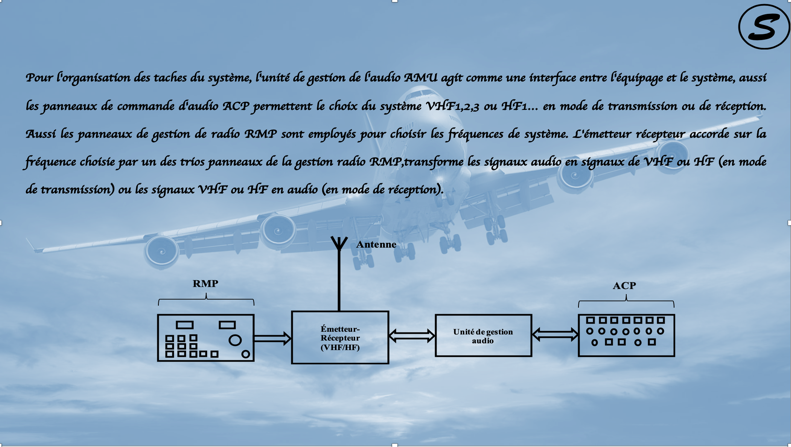 S
Pour l'organisation des taches du système, l'unité de gestion de l'audio AMU agit comme une interface entre l'équipage et le système, aussi
les panneaux de commande d'audio ACP permettent le choix du système VHF1,2,3 ou HF1... en mode de transmission ou de réception.
Aussi les panneaux de gestion de radio RMP sont employés pour choisir les fréquences de système. L'émetteur récepteur accorde sur la
fréquence choisie par un des trios panneaux de la gestion radio RMP,transforme les signaux audio en signaux de VHF ou HF (en mode
de transmission) ou les signaux VHF ou HF en audio (en mode de réception).
Antenne
RMP
ACP
Émetteur-
Récepteur
(VHF/HF)
Unité de gestion
audio